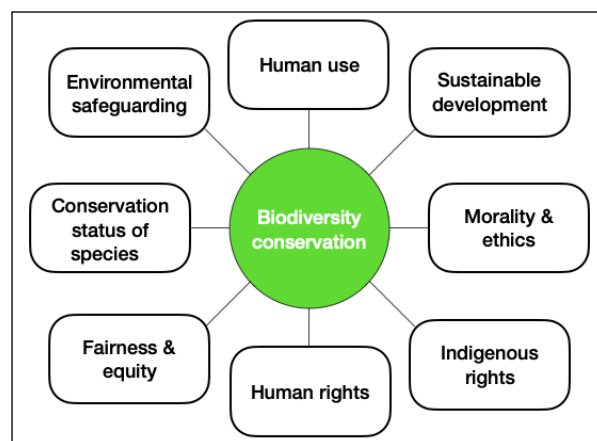 Human use
Environmental
safeguarding
Sustainable
development
Conservation
status of
species
Biodiversity
conservation
Morality &
ethics
Fairness &
equity
Human rights
Indigenous
rights